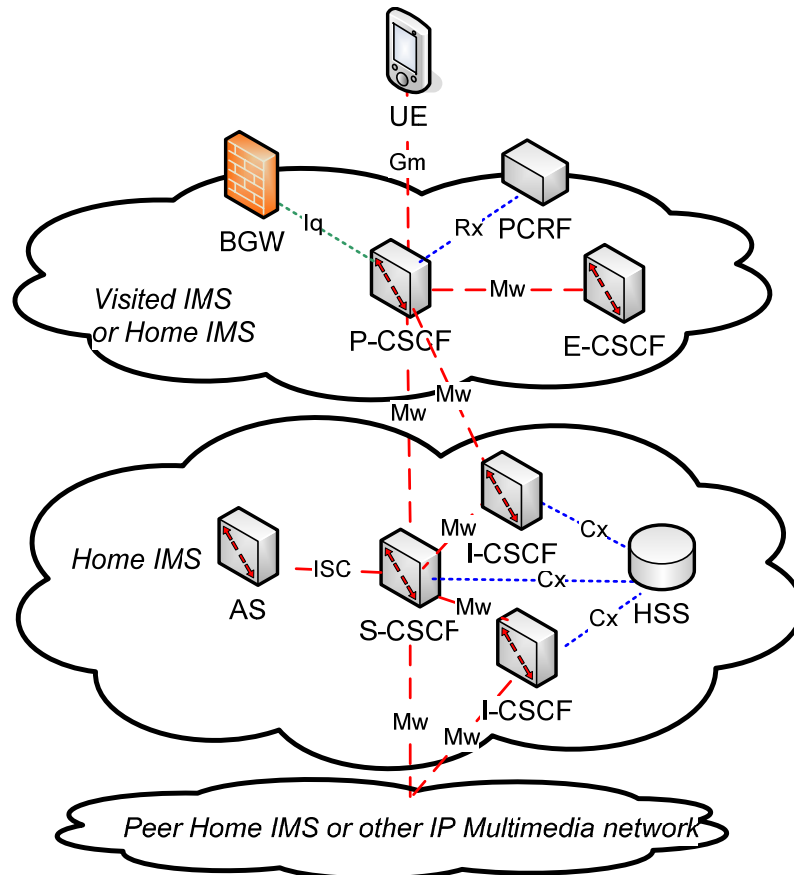 UE
Gm
BGW
Iq
Rx
PCRF
Visited IMS
or Home IMS
P-CSCF
Mw
E-CSCF
Mw
Mw
Home IMS
AS
ISC
S-CSCF
Mw
I-CSCF
Cx
Cx
HSS
Mw
Cx
I-CSCF
Mw
Mw
Peer Home IMS or other IP Multimedia network